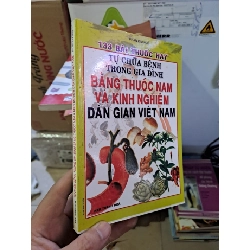 133 BÀI THUỐC HAY
TỰ CHỮA BỆNH
TRONG GIA ĐÌNH
BẰNG THUỐC NAM
VÀ KINH NGHIỆM
DÂN GIAN VIỆT NAM